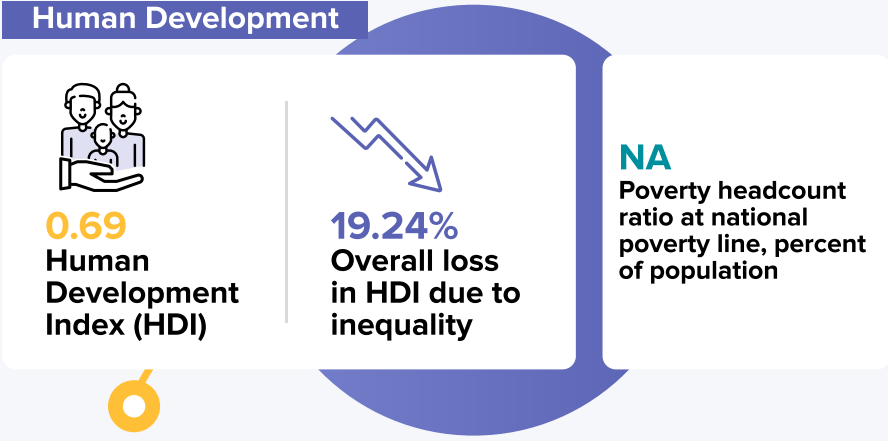 Human Development
0.69
Human
Development
Index (HDI)
19.24%
Overall loss
in HDI due to
inequality
NA
Poverty headcount
ratio at national
poverty line, percent
of population